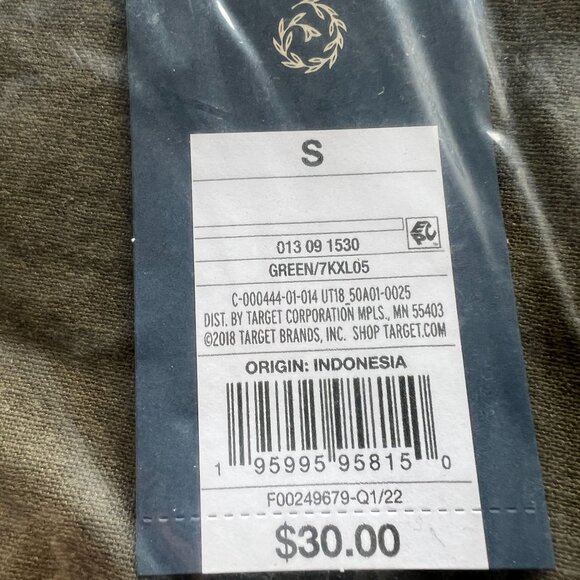 S
EPC
013 09 1530
GREEN/7KXL05
C-000444-01-014 UT18_50A01-0025
DIST. BY TARGET CORPORATION MPLS., MN 55403
©2018 TARGET BRANDS, INC. SHOP TARGET.COM
ORIGIN: INDONESIA
1 95995 95815 0
F00249679-Q1/22
$30.00